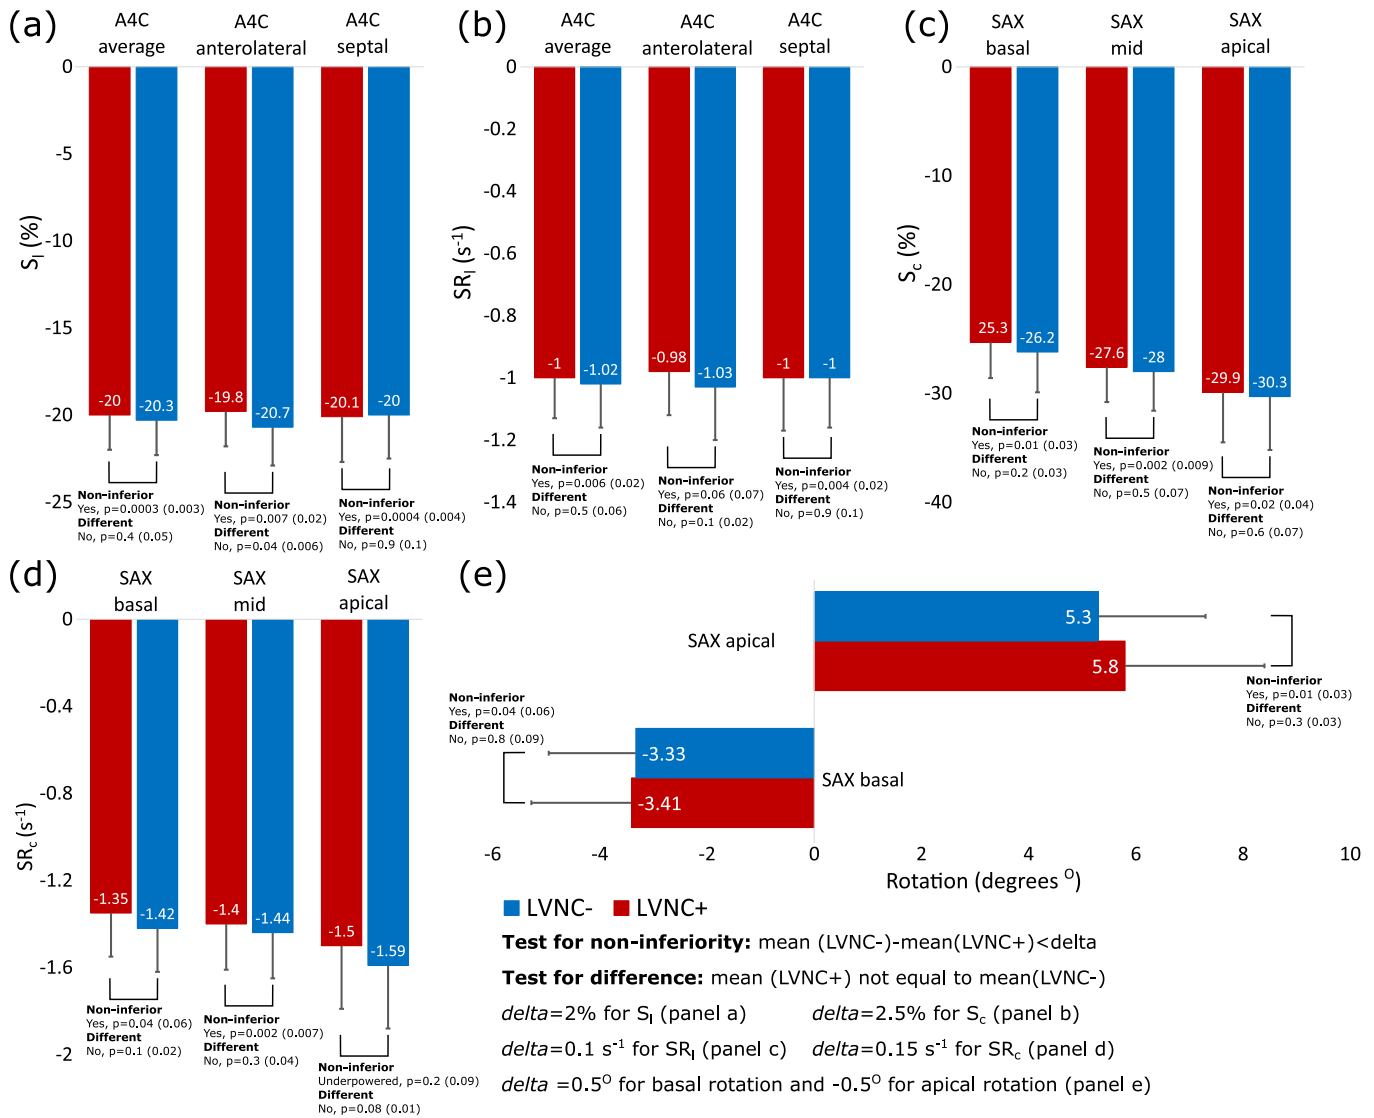 (a)
A4C
average
A4C
anterolateral
A4C
septal
0
-5
-10
-15
-20
-25
Sl (%)
-20
-20.3
-19.8
-20.7
-20.1
-20
Non-inferior
Yes, p=0.0003 (0.003)
Different
No, p=0.4 (0.05)
Non-inferior
Yes, p=0.007 (0.02)
Different
No, p=0.04 (0.006)
Non-inferior
Yes, p=0.0004 (0.004)
Different
No, p=0.9 (0.1)
(b)
A4C
average
A4C
anterolateral
A4C
septal
0
-0.2
-0.4
-0.6
-0.8
-1
-1.2
-1.4
SRl (s-1)
-1
-1.02
-0.98
-1.03
-1
-1
Non-inferior
Yes, p=0.006 (0.02)
Different
No, p=0.5 (0.06)
Non-inferior
Yes, p=0.06 (0.07)
Different
No, p=0.1 (0.02)
Non-inferior
Yes, p=0.004 (0.02)
Different
No, p=0.9 (0.1)
(c)
SAX
basal
SAX
mid
SAX
apical
0
-10
-20
-30
-40
Sc (%)
25.3
-26.2
-27.6
-28
-29.9
-30.3
Non-inferior
Yes, p=0.01 (0.03)
Different
No, p=0.2 (0.03)
Non-inferior
Yes, p=0.002 (0.009)
Different
No, p=0.5 (0.07)
Non-inferior
Yes, p=0.02 (0.04)
Different
No, p=0.6 (0.07)
(d)
SAX
basal
SAX
mid
SAX
apical
0
-0.4
-0.8
-1.2
-1.6
-2
SRc (s-1)
-1.35
-1.42
-1.4
-1.44
-1.5
-1.59
Non-inferior
Yes, p=0.04 (0.06)
Different
No, p=0.1 (0.02)
Non-inferior
Yes, p=0.002 (0.007)
Different
No, p=0.3 (0.04)
Non-inferior
Underpowered, p=0.2 (0.09)
Different
No, p=0.08 (0.01)
(e)
SAX apical
5.3
5.8
Non-inferior
Yes, p=0.01 (0.03)
Different
No, p=0.3 (0.03)
Non-inferior
Yes, p=0.04 (0.06)
Different
No, p=0.8 (0.09)
-3.33
-3.41
SAX basal
-6 -4 -2 0 2 4 6 8 10
Rotation (degrees O)
LVNC- LVNC+
Test for non-inferiority: mean (LVNC-)-mean(LVNC+)<delta
Test for difference: mean (LVNC+) not equal to mean(LVNC-)
delta=2% for Sl (panel a) delta=2.5% for Sc (panel b)
delta=0.1 s-1 for SRl (panel c) delta=0.15 s-1 for SRc (panel d)
delta =0.5O for basal rotation and -0.5O for apical rotation (panel e)